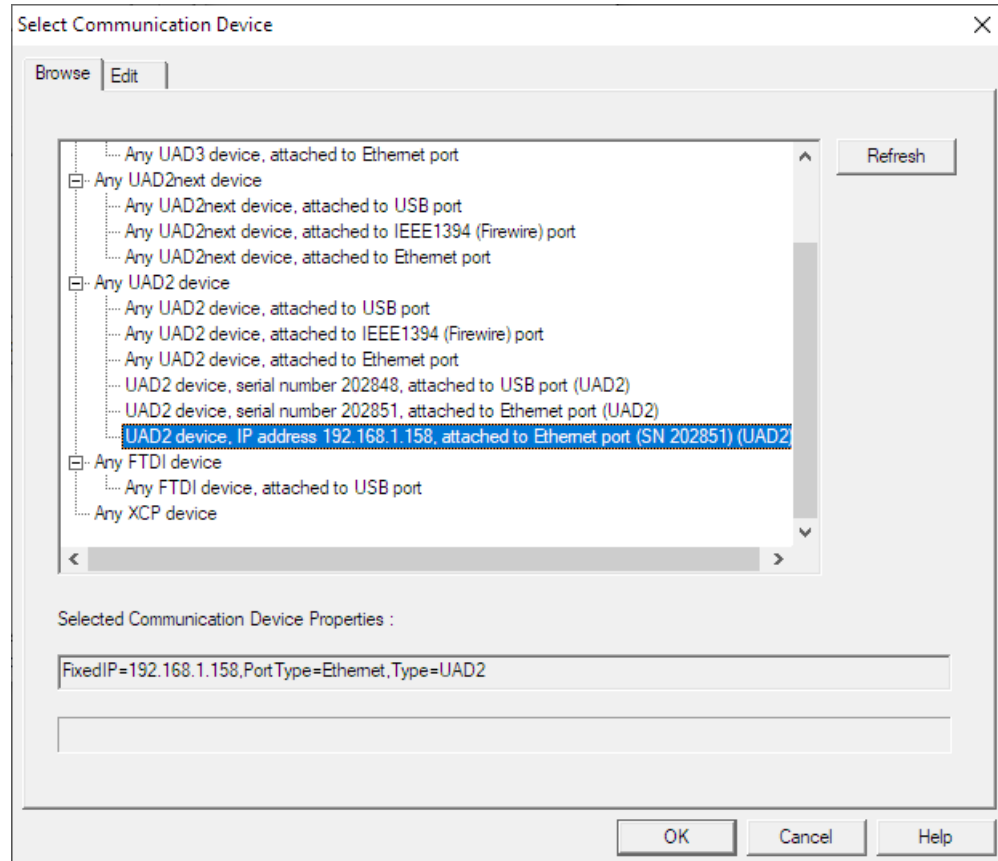 Select Communication Device
Browse
Edit
Any UAD3 device, attached to Ethernet port
Refresh
Any UAD2next device
Any UAD2next device, attached to USB port
Any UAD2next device, attached to IEEE1394 (Firewire) port
Any UAD2next device, attached to Ethernet port
Any UAD2 device
Any UAD2 device, attached to USB port
Any UAD2 device, attached to IEEE1394 (Firewire) port
Any UAD2 device, attached to Ethernet port
UAD2 device, serial number 202848, attached to USB port (UAD2)
UAD2 device, serial number 202851, attached to Ethernet port (UAD2)
UAD2 device, IP address 192.168.1.158, attached to Ethernet port (SN 202851) (UAD2)
Any FTDI device
Any FTDI device, attached to USB port
Any XCP device
Selected Communication Device Properties :
FixedIP=192.168.1.158,PortType=Ethernet,Type=UAD2
OK
Cancel
Help